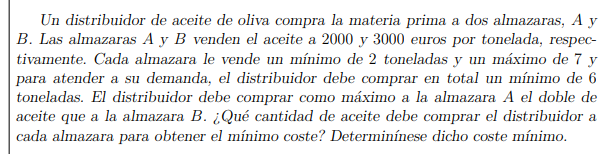 Un distribuidor de aceite de oliva compra la materia prima a dos almazaras, A y
B. Las almazaras A y B venden el aceite a 2000 y 3000 euros por tonelada, respec-
tivamente. Cada almazara le vende un mínimo de 2 toneladas y un máximo de 7 y
para atender a su demanda, el distribuidor debe comprar en total un mínimo de 6
toneladas. El distribuidor debe comprar como máximo a la almazara A el doble de
aceite que a la almazara B. ¿Qué cantidad de aceite debe comprar el distribuidor a
cada almazara para obtener el mínimo coste? Determinínese dicho coste mínimo.